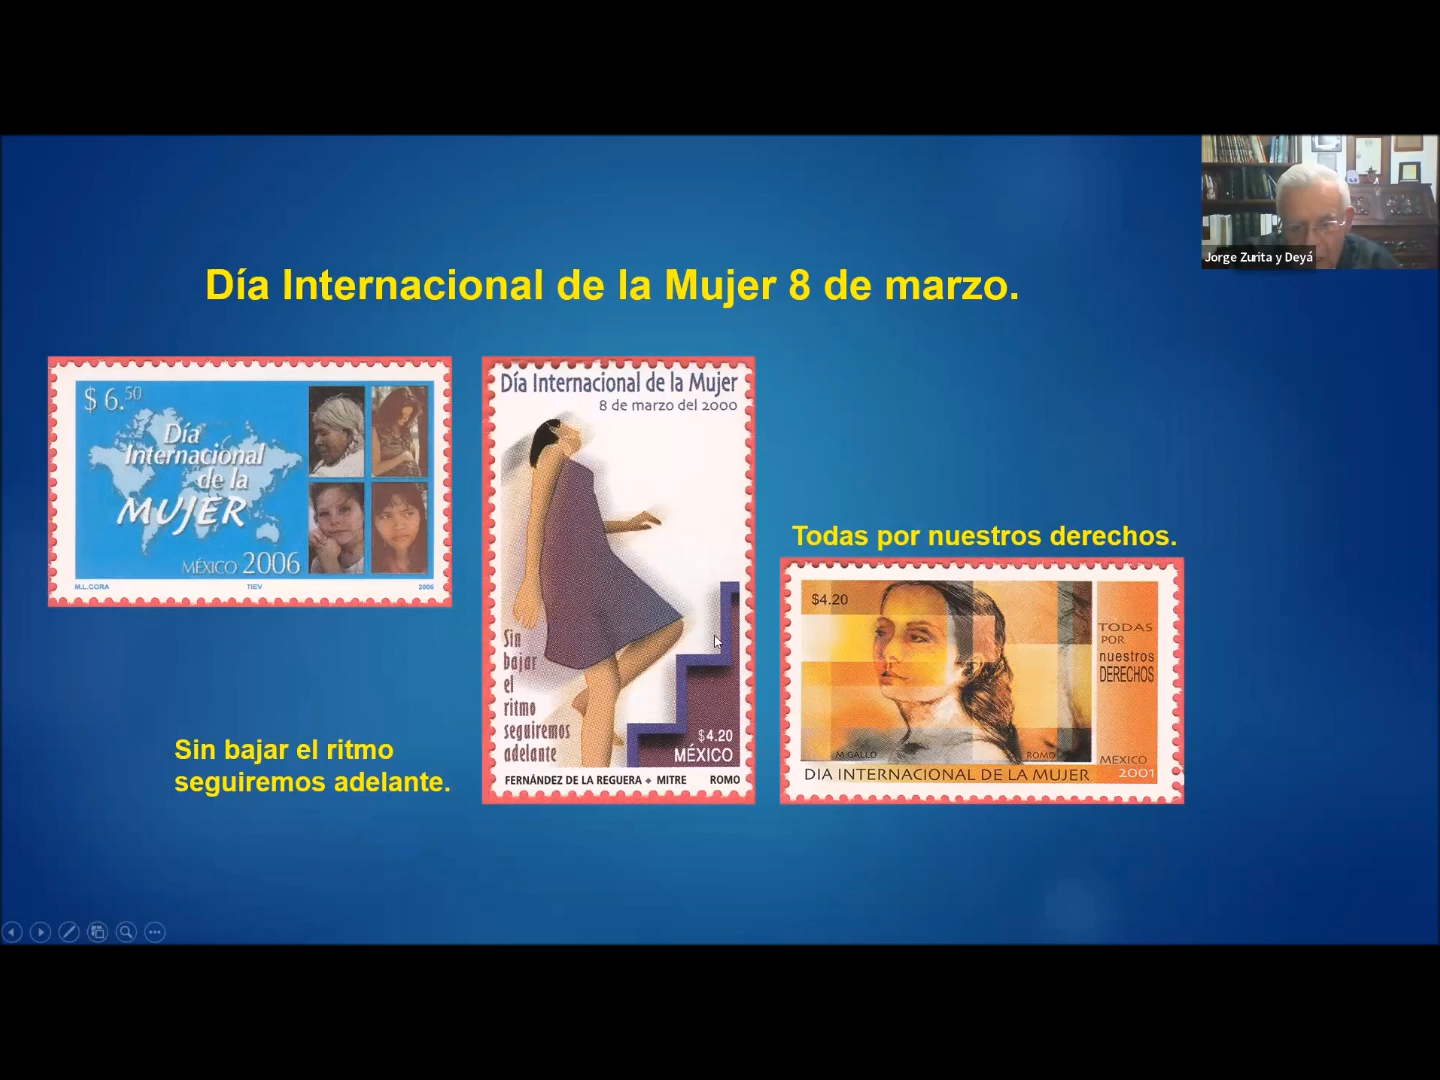 Jorge Zurita y Deyá
Día Internacional de la Mujer 8 de marzo.
$ 6.50
Día
Internacional
de la
MUJER
MÉXICO 2006
M.L.CORA TIEV 2006
Día Internacional de la Mujer
8 de marzo del 2000
Sin
bajar
el
ritmo
seguiremos
adelante
$4.20
MÉXICO
FERNÁNDEZ DE LA REGUERA ◆ MITRE ROMO
Todas por nuestros derechos.
$4.20
TODAS
POR
nuestros
DERECHOS
M.GALLO ROMO
MEXICO
2001
DIA INTERNACIONAL DE LA MUJER
Sin bajar el ritmo
seguiremos adelante.